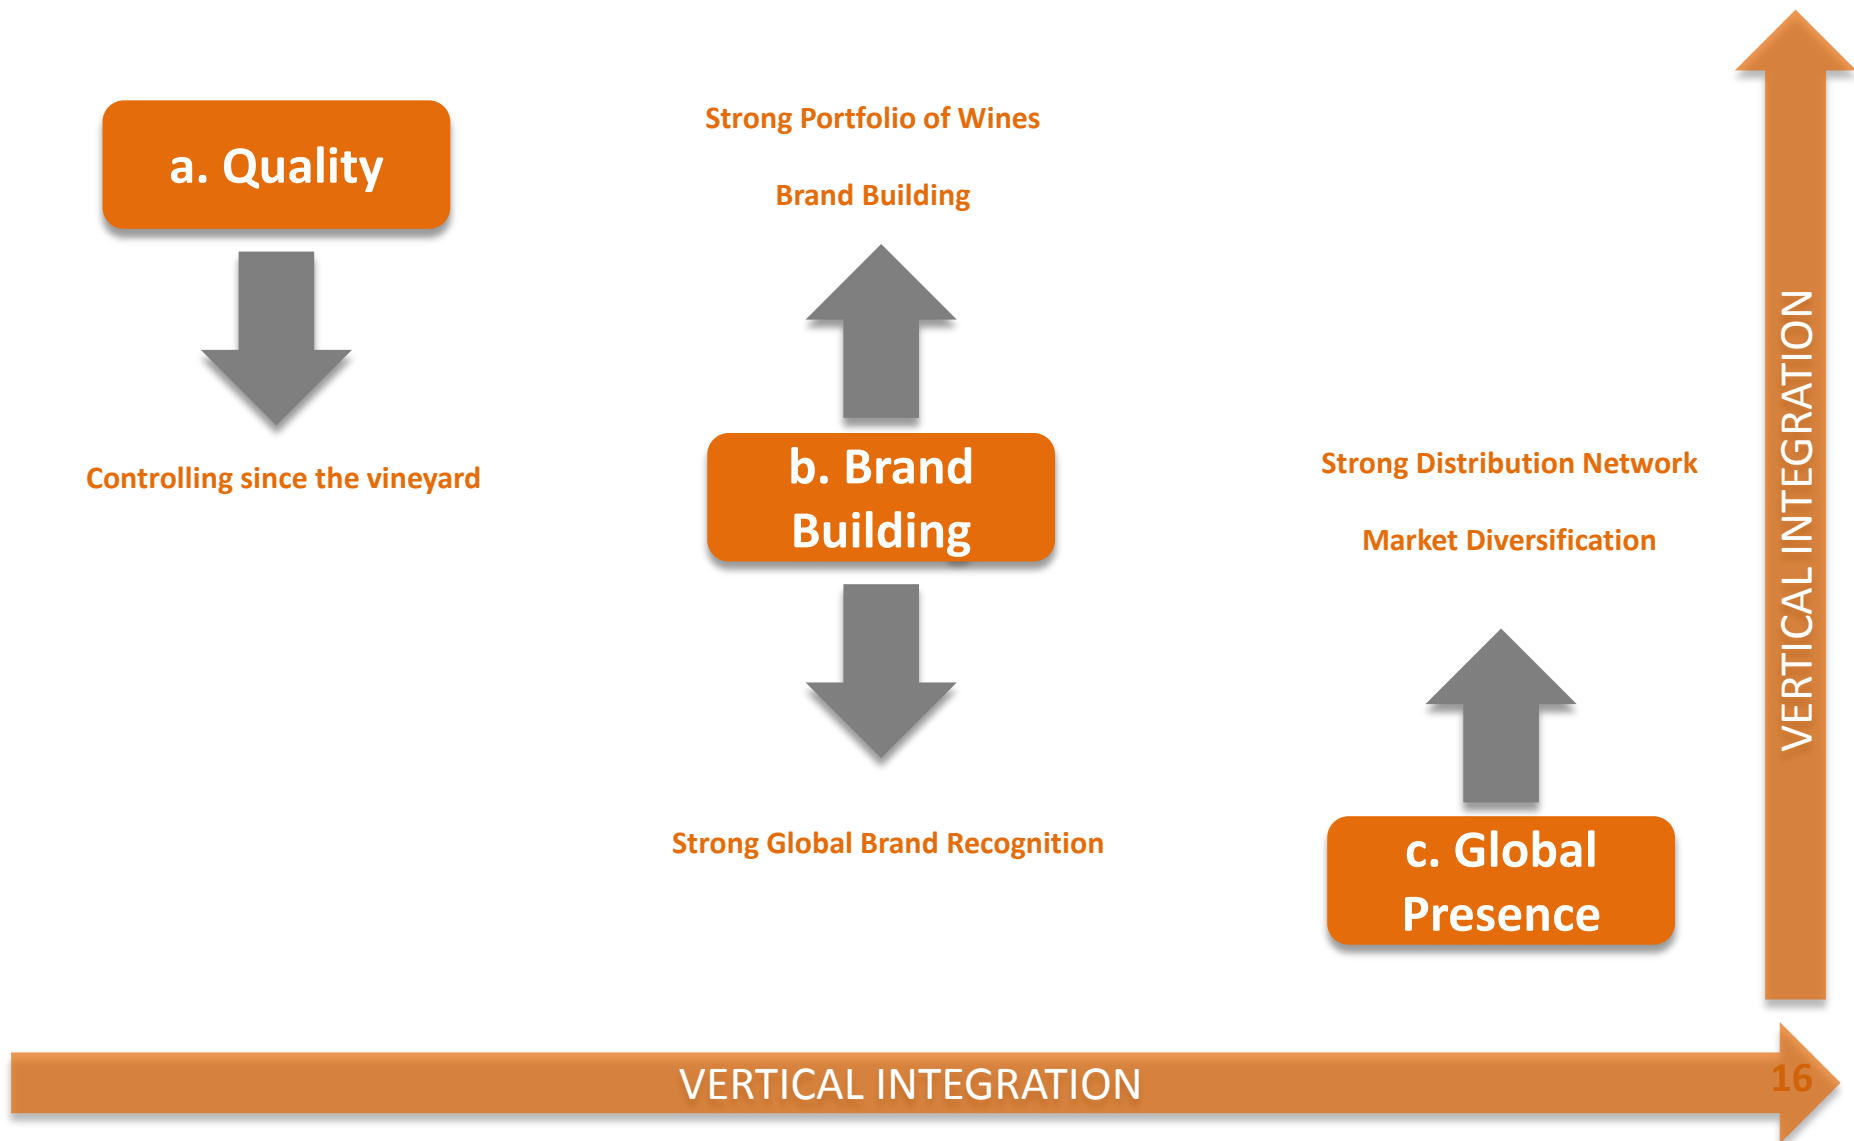 a. Quality
Controlling since the vineyard
Strong Portfolio of Wines
Brand Building
b. Brand
Building
Strong Global Brand Recognition
Strong Distribution Network
Market Diversification
c. Global
Presence
VERTICAL INTEGRATION
VERTICAL INTEGRATION
16